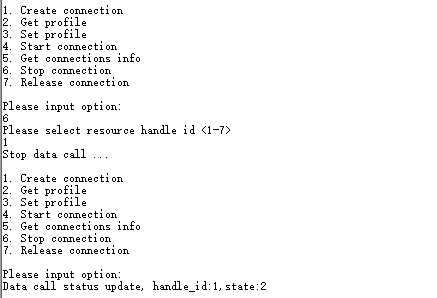 1. Create connection
2. Get profile
3. Set profile
4. Start connection
5. Get connections info
6. Stop connection
7. Release connection
Please input option:
6
Please select resource handle id <1-7>
1
Stop data call ...
1. Create connection
2. Get profile
3. Set profile
4. Start connection
5. Get connections info
6. Stop connection
7. Release connection
Please input option:
Data call status update, handle_id:1,state:2